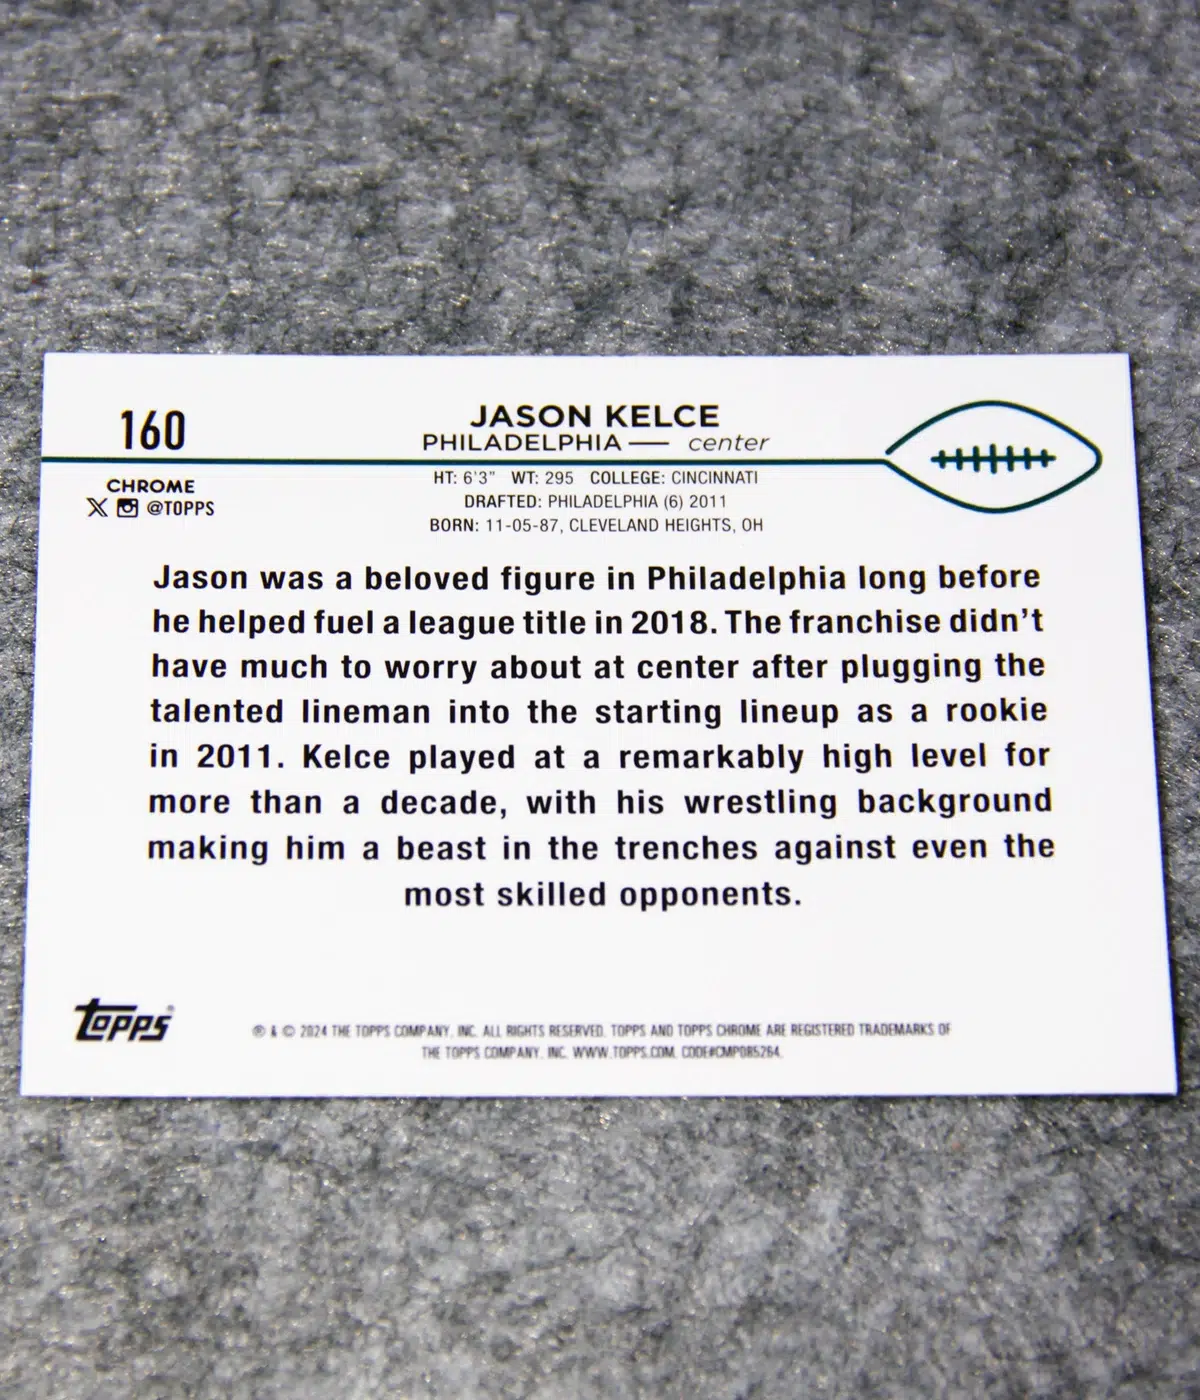 160
JASON KELCE
PHILADELPHIA — center
CHROME
@TOPPS
HT: 6'3" WT: 295 COLLEGE: CINCINNATI
DRAFTED: PHILADELPHIA (6) 2011
BORN: 11-05-87, CLEVELAND HEIGHTS, OH
Jason was a beloved figure in Philadelphia long before
he helped fuel a league title in 2018. The franchise didn't
have much to worry about at center after plugging the
talented lineman into the starting lineup as a rookie
in 2011. Kelce played at a remarkably high level for
more than a decade, with his wrestling background
making him a beast in the trenches against even the
most skilled opponents.
Topps®
® & © 2024 THE TOPPS COMPANY, INC. ALL RIGHTS RESERVED. TOPPS AND TOPPS CHROME ARE REGISTERED TRADEMARKS OF
THE TOPPS COMPANY, INC. WWW.TOPPS.COM. CODE#CMP085264.